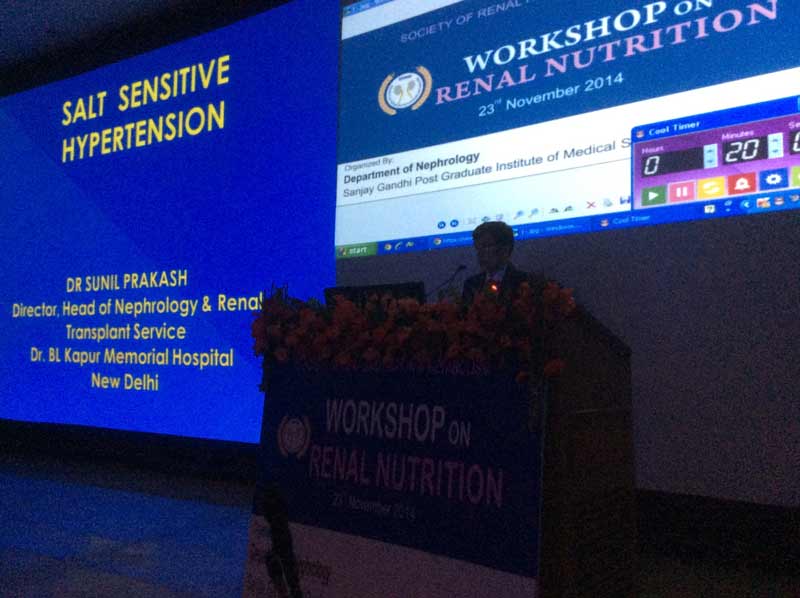 SALT SENSITIVE
HYPERTENSION
DR SUNIL PRAKASH
Director, Head of Nephrology & Renal
Transplant Service
Dr. BL Kapur Memorial Hospital
New Delhi
SOCIETY OF RENAL
WORKSHOP ON
RENAL NUTRITION
23rd November 2014
Organized By:
Department of Nephrology
Sanjay Gandhi Post Graduate Institute of Medical S
Cool Timer
Hours
Minutes
Se
0
20
start
Cool Timer
WORKSHOP ON
RENAL NUTRITION
23rd November 2014